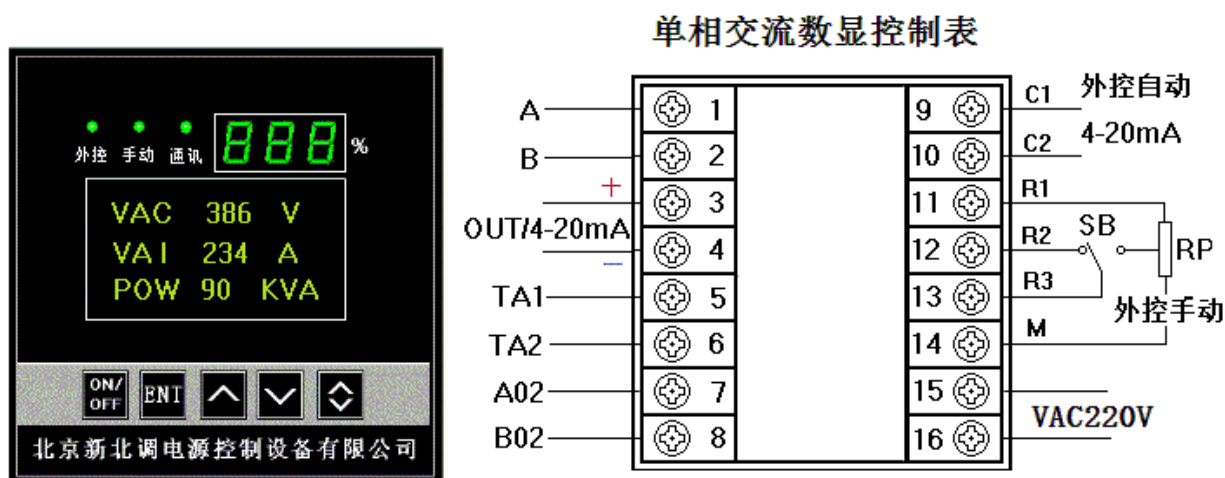 单相交流数显控制表
外控 手动 通讯 888 %
VAC 386 V
VAI 234 A
POW 90 KVA
ON/OFF ENT
北京新北调电源控制设备有限公司
A 1
B 2
+ 3
OUT/4-20mA
− 4
TA1 5
TA2 6
A02 7
B02 8
9 C1 外控自动
10 C2 4-20mA
11 R1
12 R2 SB RP
13 R3 外控手动
14 M
15
VAC220V
16